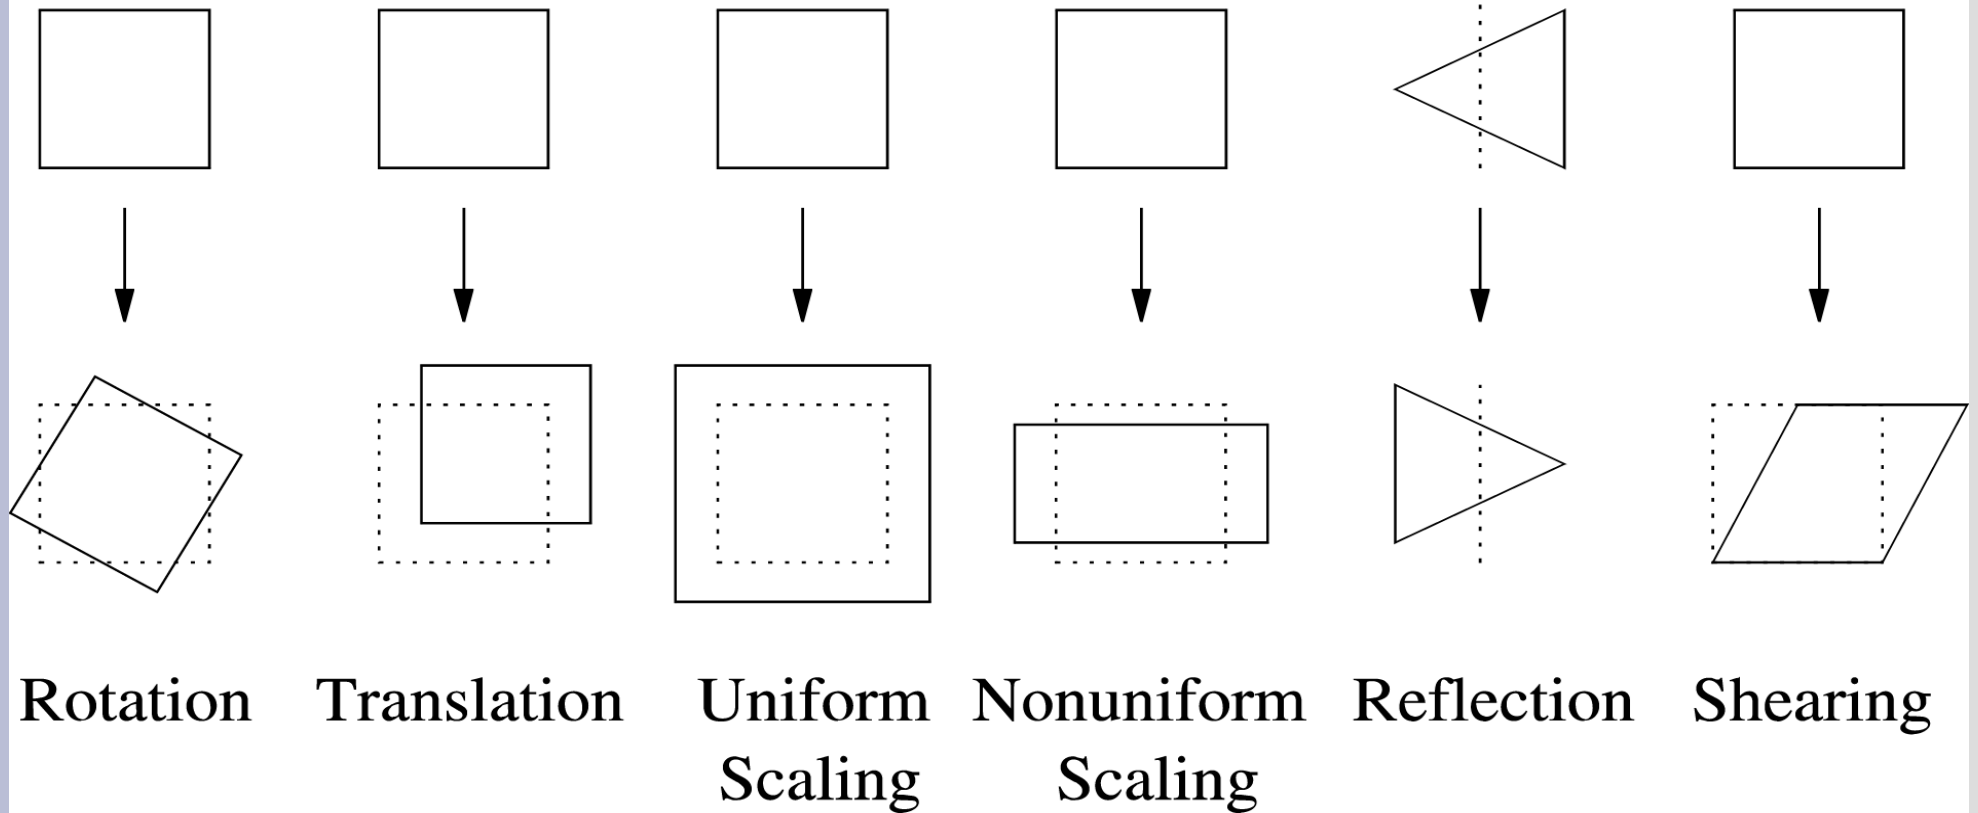 Rotation
Translation
Uniform
Scaling
Nonuniform
Scaling
Reflection
Shearing